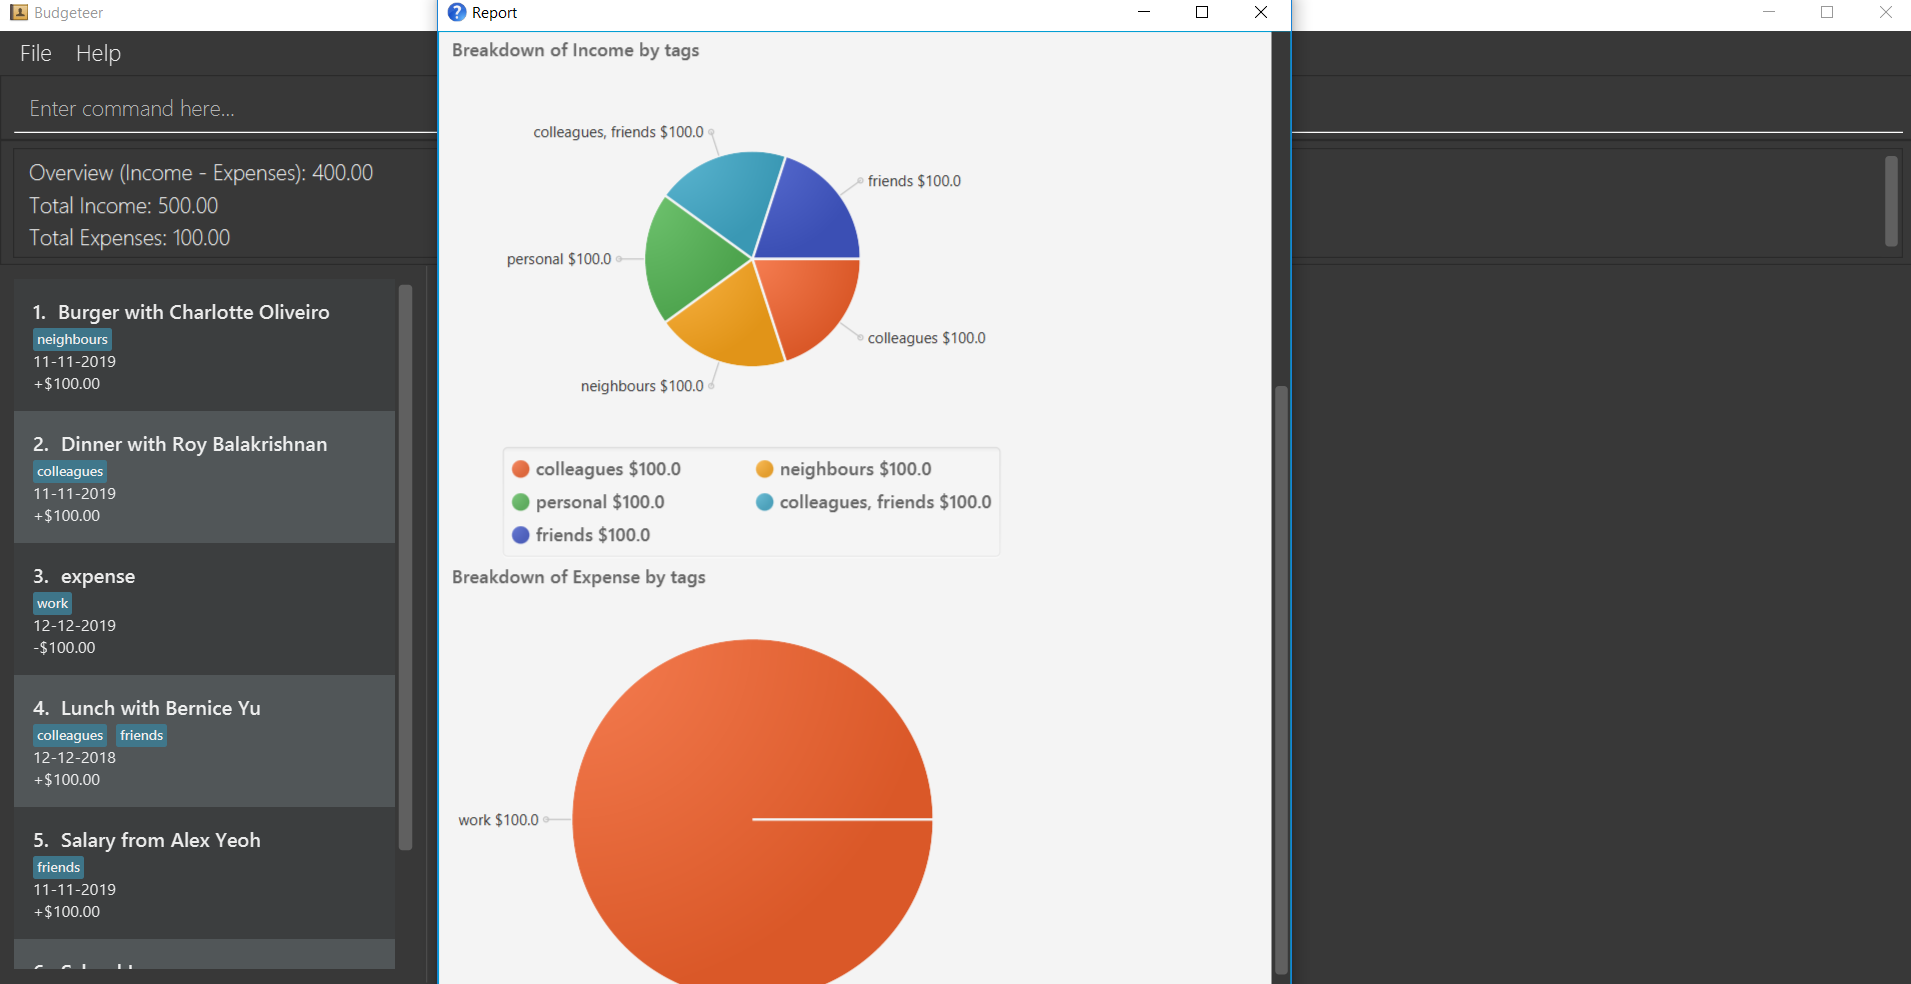 Budgeteer
File Help
Enter command here...
Overview (Income - Expenses): 400.00
Total Income: 500.00
Total Expenses: 100.00
1. Burger with Charlotte Oliveiro
neighbours
11-11-2019
+$100.00
2. Dinner with Roy Balakrishnan
colleagues
11-11-2019
+$100.00
3. expense
work
12-12-2019
-$100.00
4. Lunch with Bernice Yu
colleagues friends
12-12-2018
+$100.00
5. Salary from Alex Yeoh
friends
11-11-2019
+$100.00
Report
Breakdown of Income by tags
colleagues, friends $100.0
friends $100.0
personal $100.0
colleagues $100.0
neighbours $100.0
colleagues $100.0 neighbours $100.0
personal $100.0 colleagues, friends $100.0
friends $100.0
Breakdown of Expense by tags
work $100.0